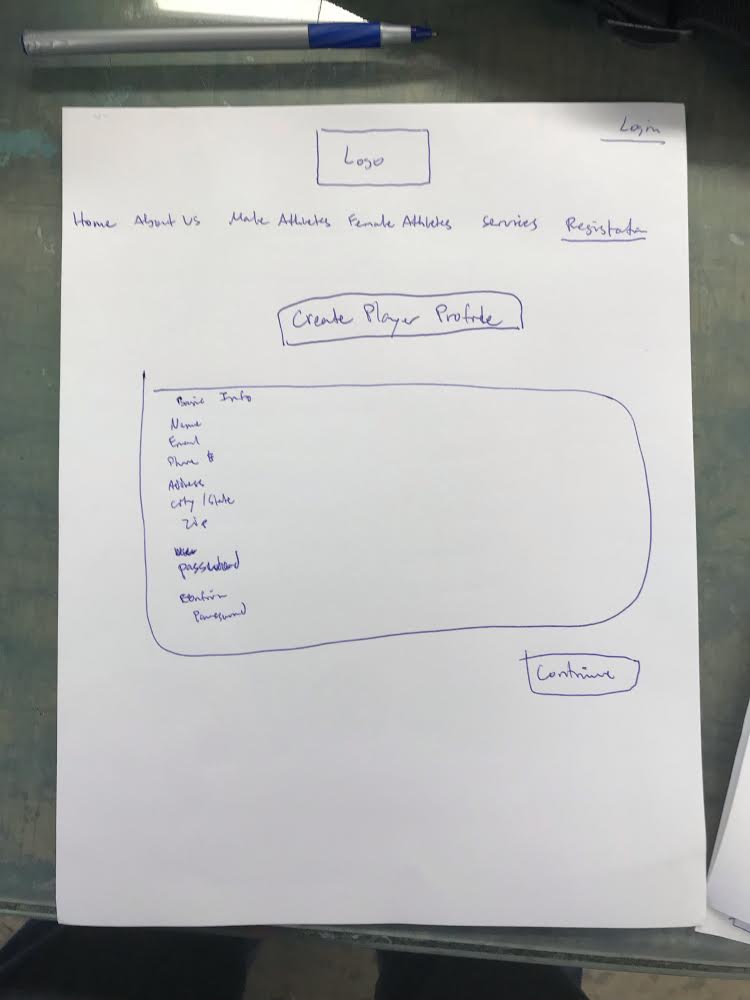 Login
Logo
Home About Us Male Athletes Female Athletes Services Registration
Create Player Profile
Basic Info
Name
Email
Phone #
Address
City / State
Zip
password
Confirm
Password
Continue